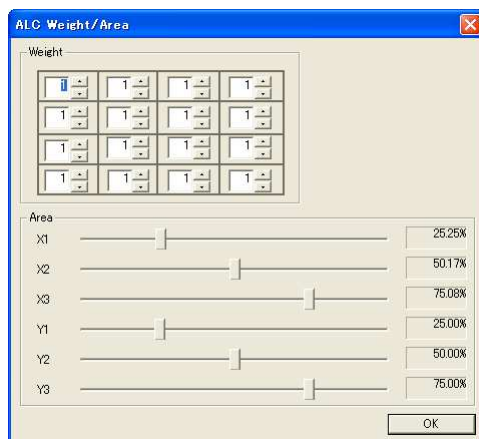 ALC Weight/Area
Weight
1 1 1 1
1 1 1 1
1 1 1 1
1 1 1 1
Area
X1 25.25%
X2 50.17%
X3 75.08%
Y1 25.00%
Y2 50.00%
Y3 75.00%
OK